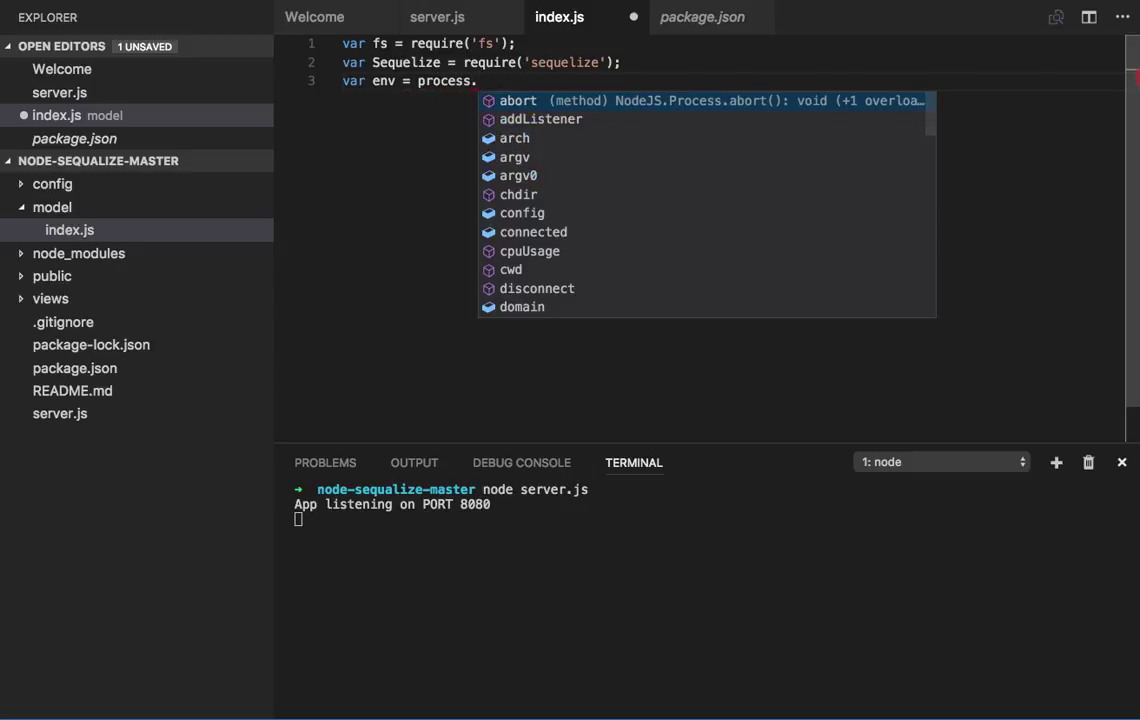 EXPLORER
OPEN EDITORS 1 UNSAVED
Welcome
server.js
index.js model
package.json
NODE-SEQUALIZE-MASTER
config
model
index.js
node_modules
public
views
.gitignore
package-lock.json
package.json
README.md
server.js
Welcome server.js index.js package.json
1 var fs = require('fs');
2 var Sequelize = require('sequelize');
3 var env = process.
abort (method) NodeJS.Process.abort(): void (+1 overloa…
addListener
arch
argv
argv0
chdir
config
connected
cpuUsage
cwd
disconnect
domain
PROBLEMS OUTPUT DEBUG CONSOLE TERMINAL 1: node
→ node-sequalize-master node server.js
App listening on PORT 8080